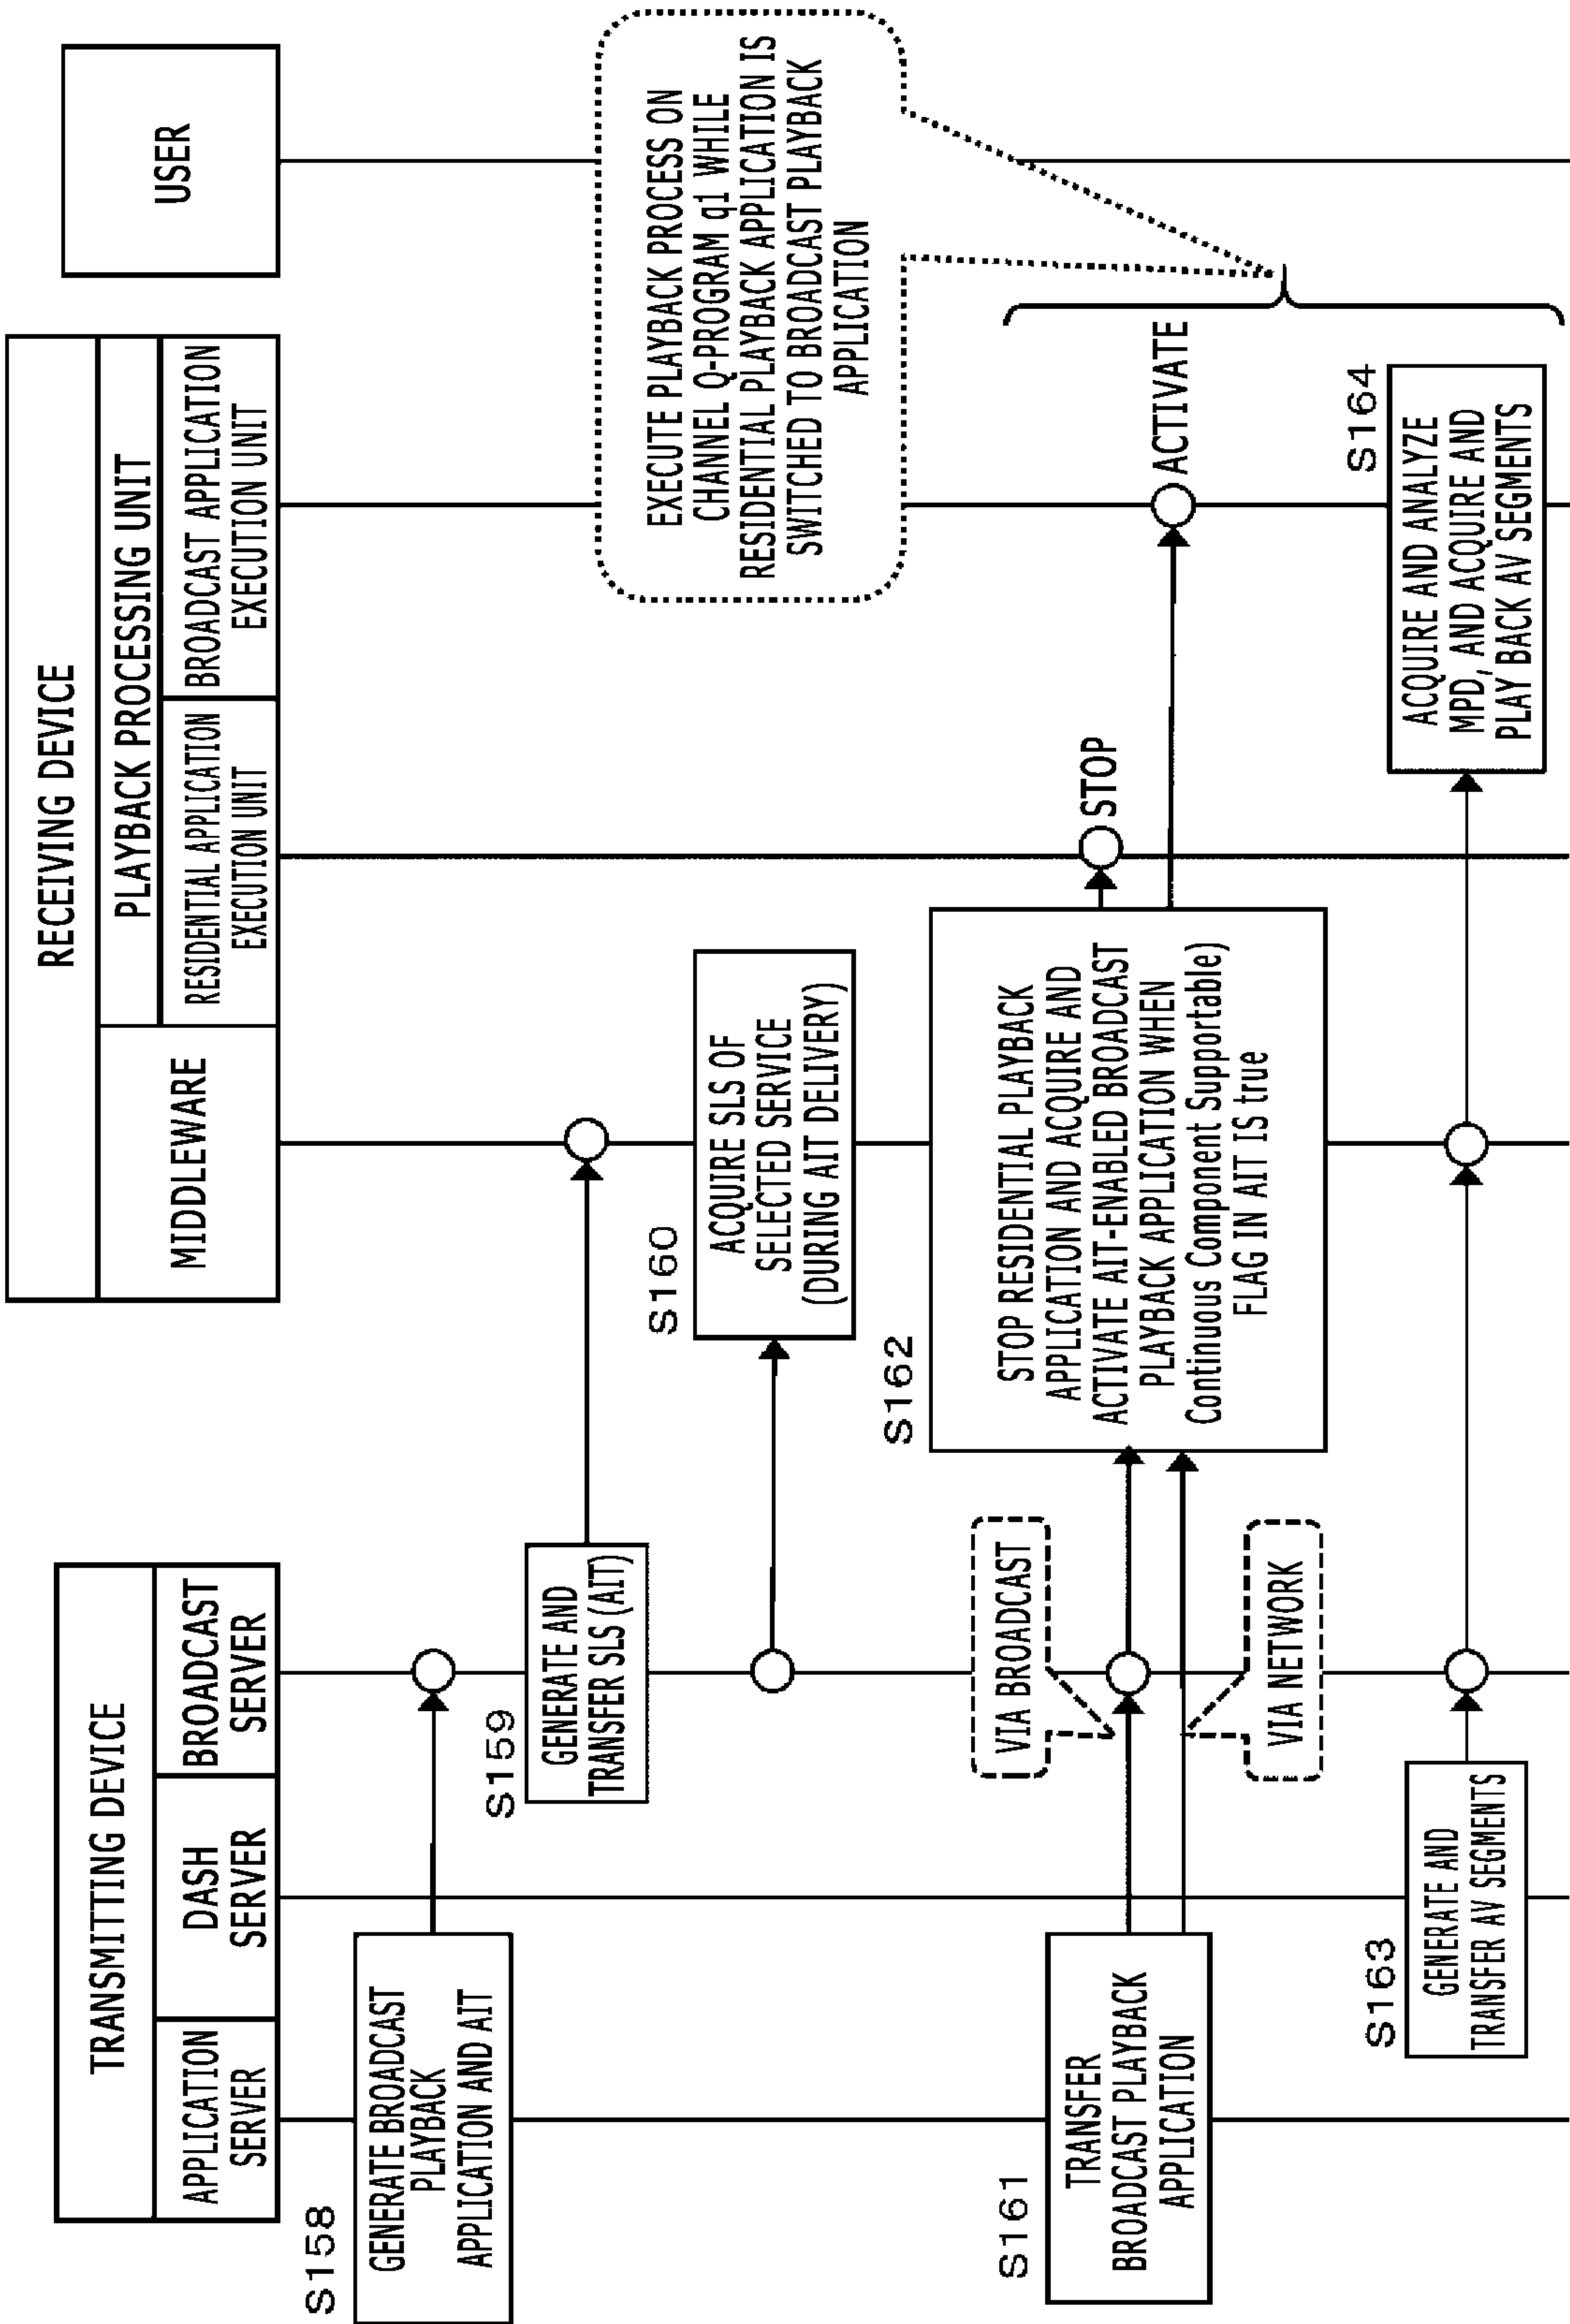 TRANSMITTING DEVICE
APPLICATION
SERVER
DASH
SERVER
BROADCAST
SERVER
RECEIVING DEVICE
MIDDLEWARE
PLAYBACK PROCESSING UNIT
RESIDENTIAL APPLICATION
EXECUTION UNIT
BROADCAST APPLICATION
EXECUTION UNIT
USER
S158
GENERATE BROADCAST
PLAYBACK
APPLICATION AND AIT
S159
GENERATE AND
TRANSFER SLS (AIT)
S160
ACQUIRE SLS OF
SELECTED SERVICE
(DURING AIT DELIVERY)
EXECUTE PLAYBACK PROCESS ON
CHANNEL Q-PROGRAM q1 WHILE
RESIDENTIAL PLAYBACK APPLICATION IS
SWITCHED TO BROADCAST PLAYBACK
APPLICATION
S161
TRANSFER
BROADCAST PLAYBACK
APPLICATION
VIA BROADCAST
VIA NETWORK
S162
STOP RESIDENTIAL PLAYBACK
APPLICATION AND ACQUIRE AND
ACTIVATE AIT-ENABLED BROADCAST
PLAYBACK APPLICATION WHEN
Continuous Component Supportable)
FLAG IN AIT IS true
STOP
ACTIVATE
S163
GENERATE AND
TRANSFER AV SEGMENTS
S164
ACQUIRE AND ANALYZE
MPD, AND ACQUIRE AND
PLAY BACK AV SEGMENTS